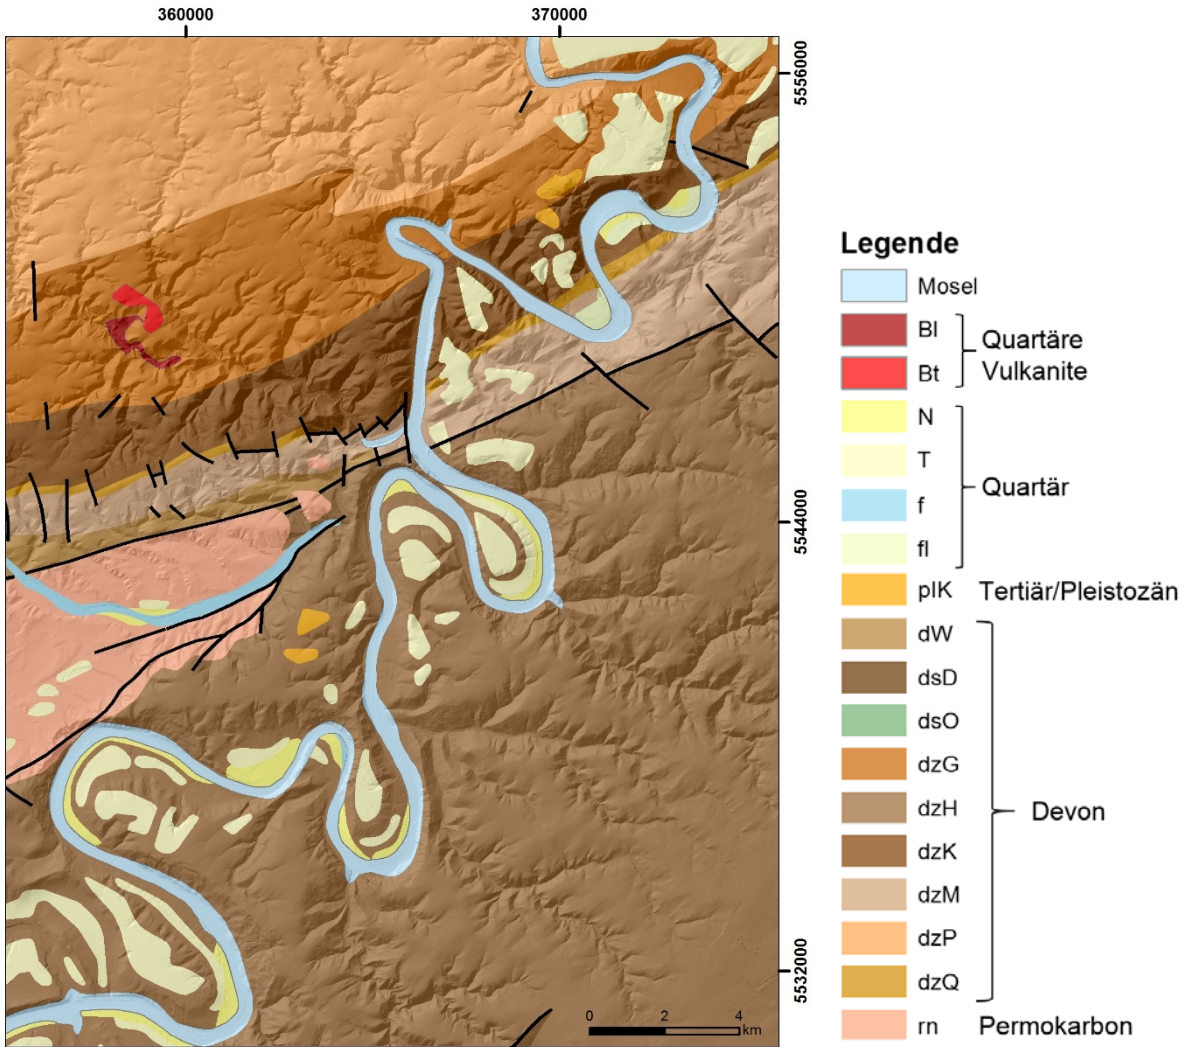 360000
370000
5556000
5544000
5532000
0 2 4
km
Legende
Mosel
Bl
Bt
Quartäre
Vulkanite
N
T
f
fl
Quartär
plK
Tertiär/Pleistozän
dW
dsD
dsO
dzG
dzH
dzK
dzM
dzP
dzQ
Devon
rn
Permokarbon